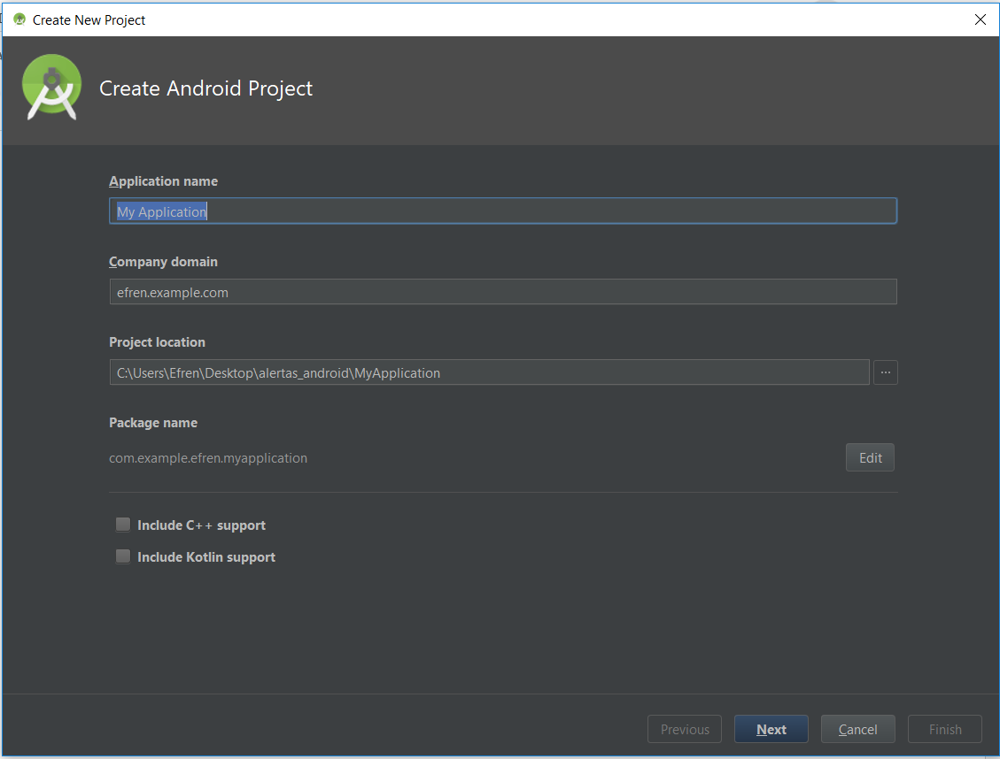 Create New Project
Create Android Project
Application name
My Application
Company domain
efren.example.com
Project location
C:\Users\Efren\Desktop\alertas_android\MyApplication
...
Package name
com.example.efren.myapplication
Edit
Include C++ support
Include Kotlin support
Previous Next Cancel Finish